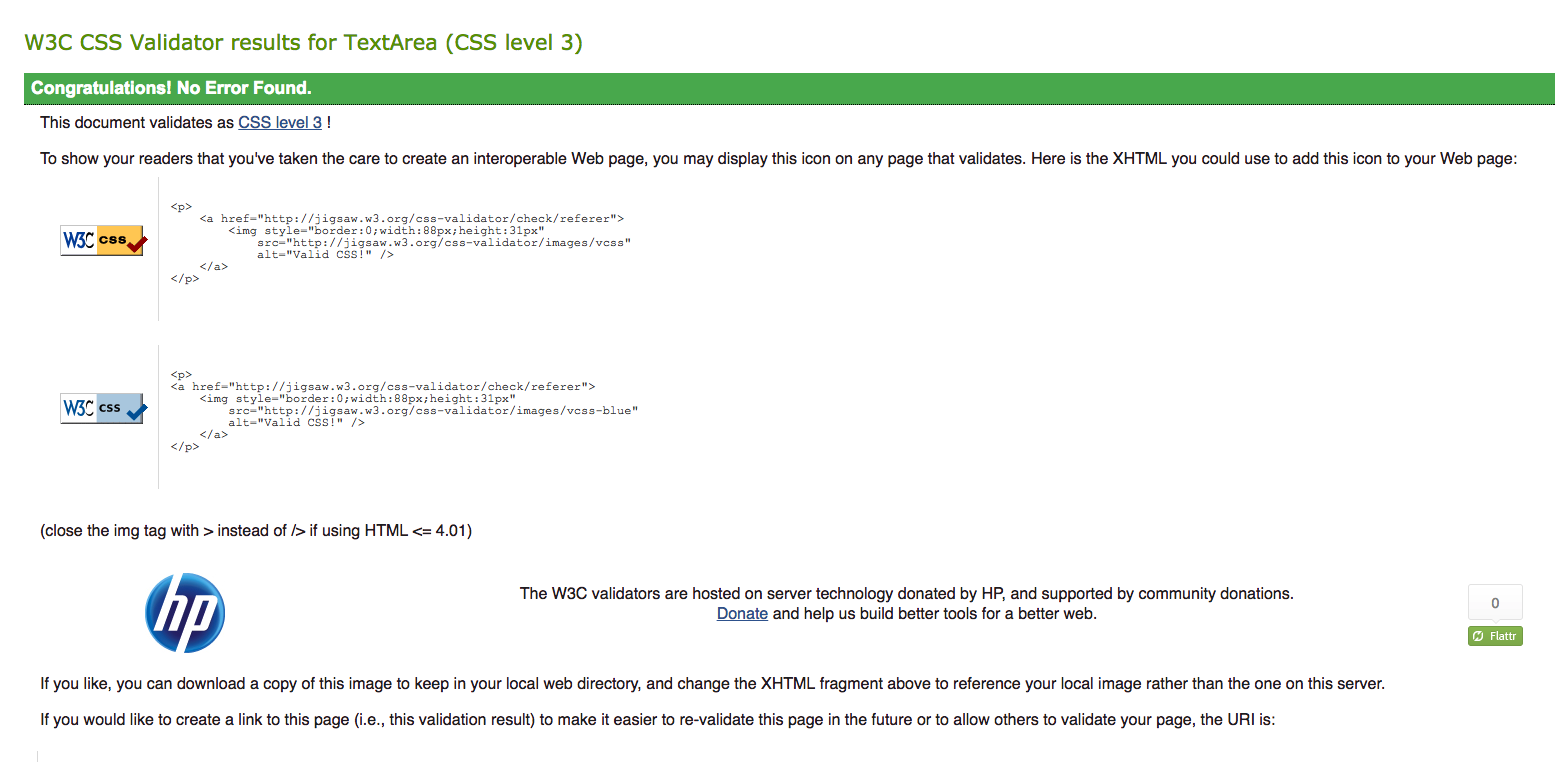 W3C CSS Validator results for TextArea (CSS level 3)
Congratulations! No Error Found.
This document validates as CSS level 3 !
To show your readers that you've taken the care to create an interoperable Web page, you may display this icon on any page that validates. Here is the XHTML you could use to add this icon to your Web page:
W3C css
<p>
    <a href="http://jigsaw.w3.org/css-validator/check/referer">
        <img style="border:0;width:88px;height:31px"
            src="http://jigsaw.w3.org/css-validator/images/vcss"
            alt="Valid CSS!" />
    </a>
</p>
W3C css
<p>
<a href="http://jigsaw.w3.org/css-validator/check/referer">
    <img style="border:0;width:88px;height:31px"
        src="http://jigsaw.w3.org/css-validator/images/vcss-blue"
        alt="Valid CSS!" />
    </a>
</p>
(close the img tag with > instead of /> if using HTML <= 4.01)
hp
The W3C validators are hosted on server technology donated by HP, and supported by community donations.
Donate and help us build better tools for a better web.
0
Flattr
If you like, you can download a copy of this image to keep in your local web directory, and change the XHTML fragment above to reference your local image rather than the one on this server.
If you would like to create a link to this page (i.e., this validation result) to make it easier to re-validate this page in the future or to allow others to validate your page, the URI is: